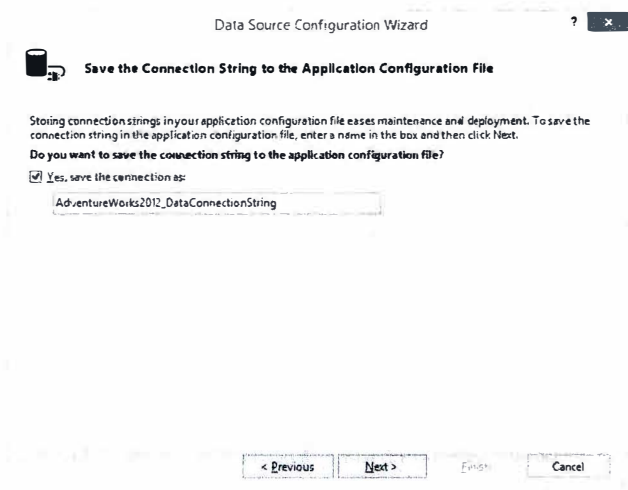 Data Source Configuration Wizard ? ×
Save the Connection String to the Application Configuration File
Storing connection strings in your application configuration file eases maintenance and deployment. To save the
connection string in the application configuration file, enter a name in the box and then click Next.
Do you want to save the connection string to the application configuration file?
Yes, save the connection as:
AdventureWorks2012_DataConnectionString
< Previous Next > Finish Cancel